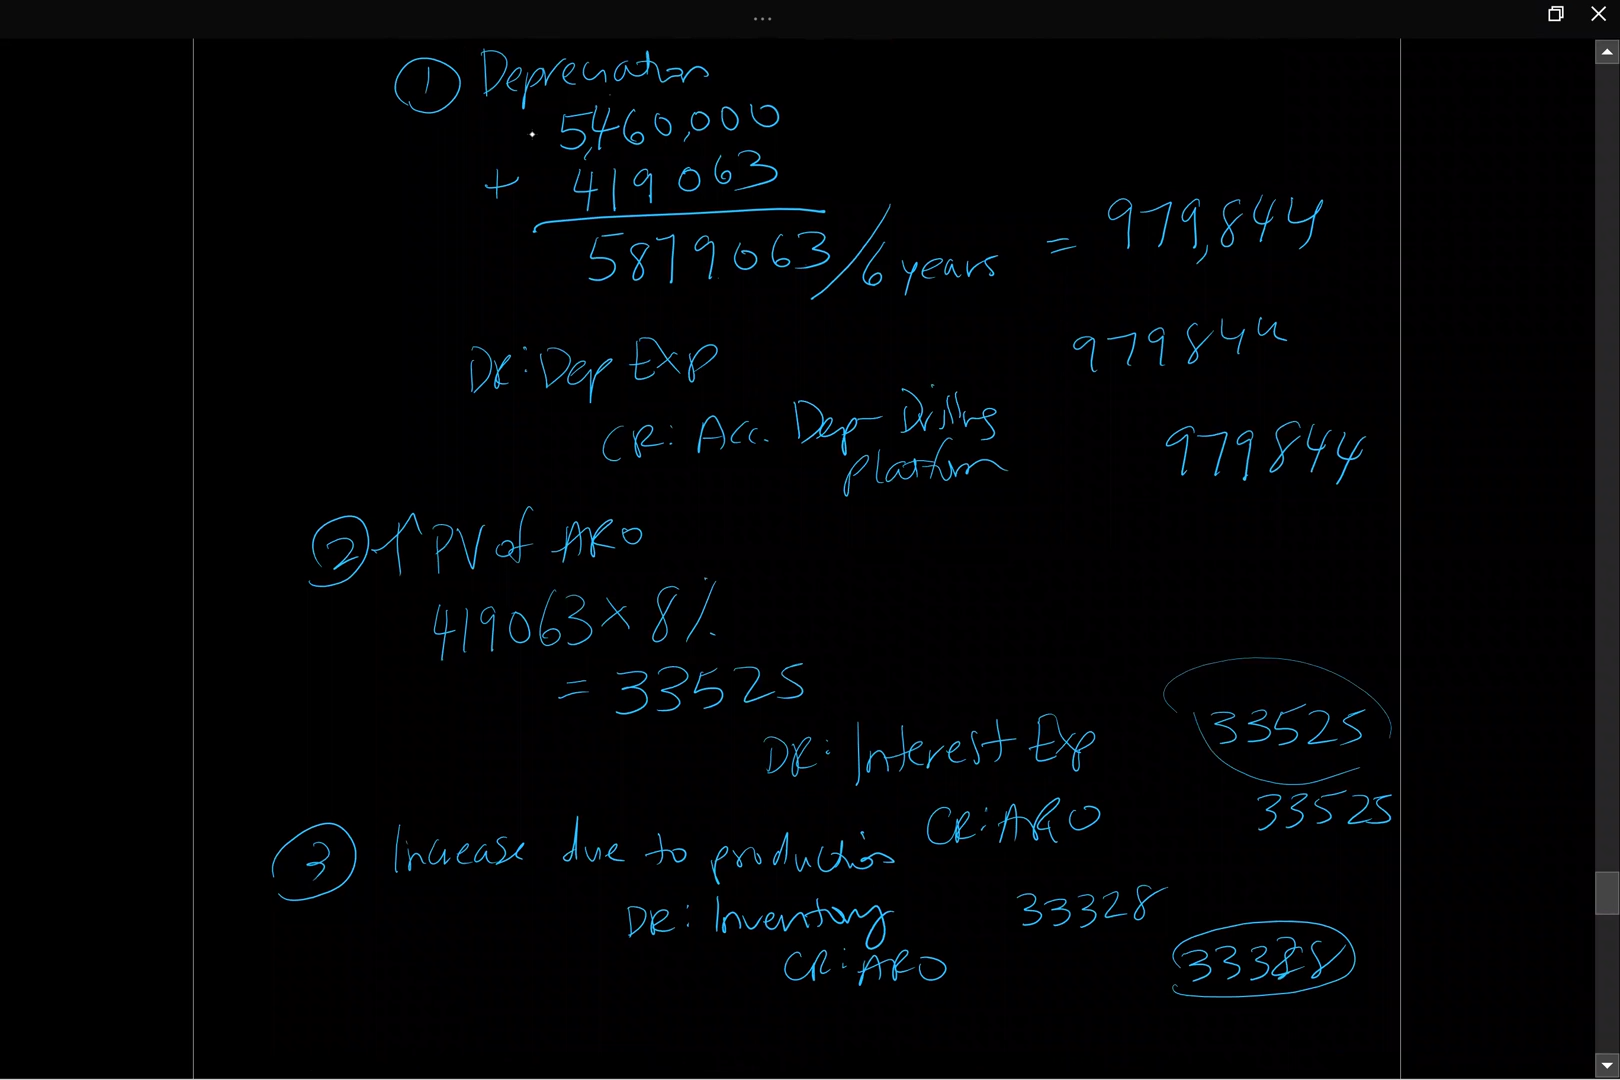 ① Depreciation
5,460,000
+ 419063
5879063 / 6 years = 979,844
DR: Dep Exp 979844
CR: Acc. Dep - Drilling platform 979844
② ↑ PV of ARO
419063 × 8%
= 33525
DR: Interest Exp 33525
CR: ARO 33525
③ Increase due to production
DR: Inventory 33328
CR: ARO 33328